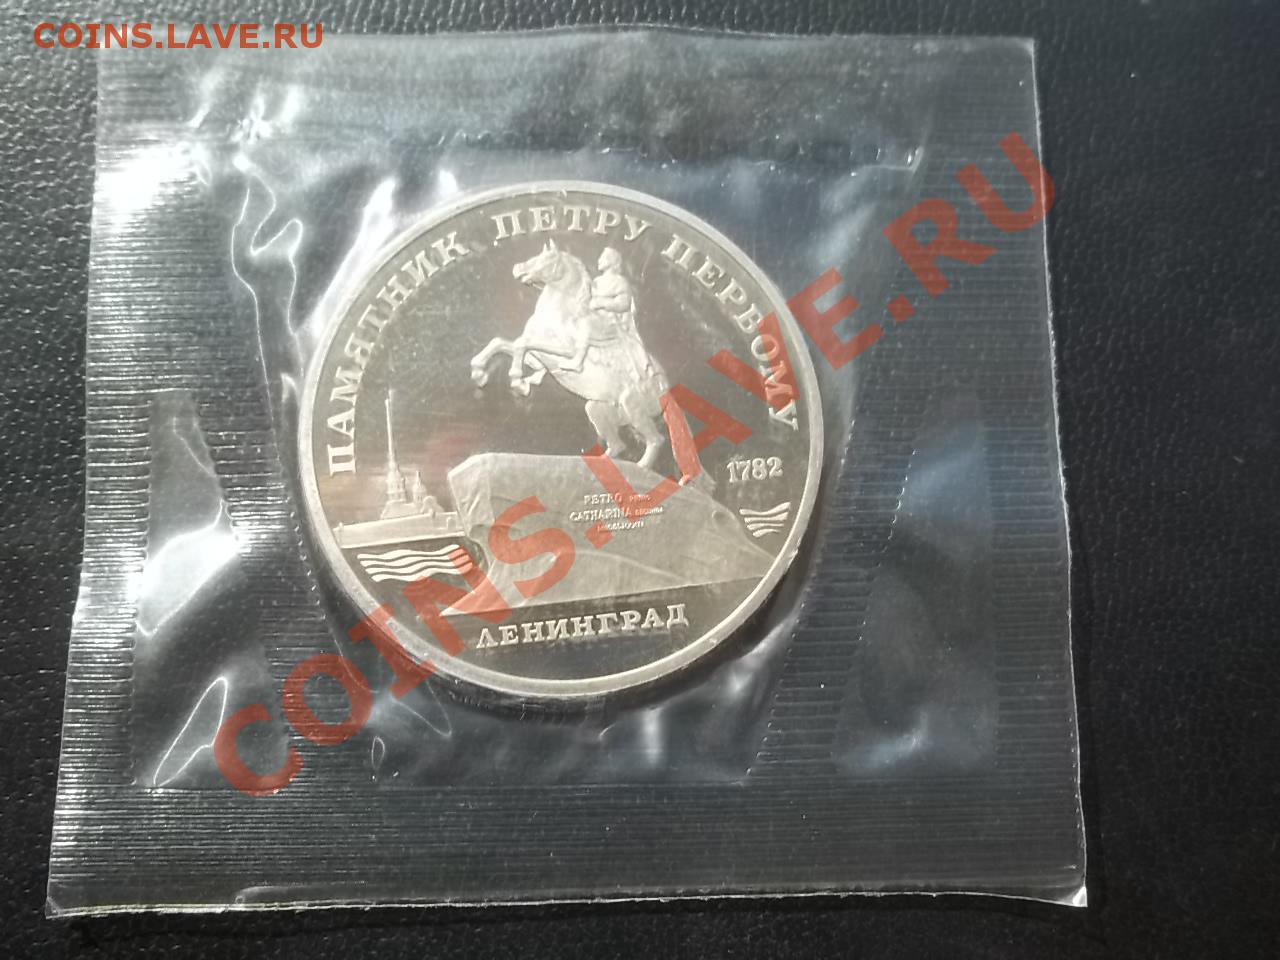 COINS.LAVE.RU
ПАМЯТНИК ПЕТРУ ПЕРВОМУ
1782
PETRO
CATHARINA
ЛЕНИНГРАД
COINS.LAVE.RU